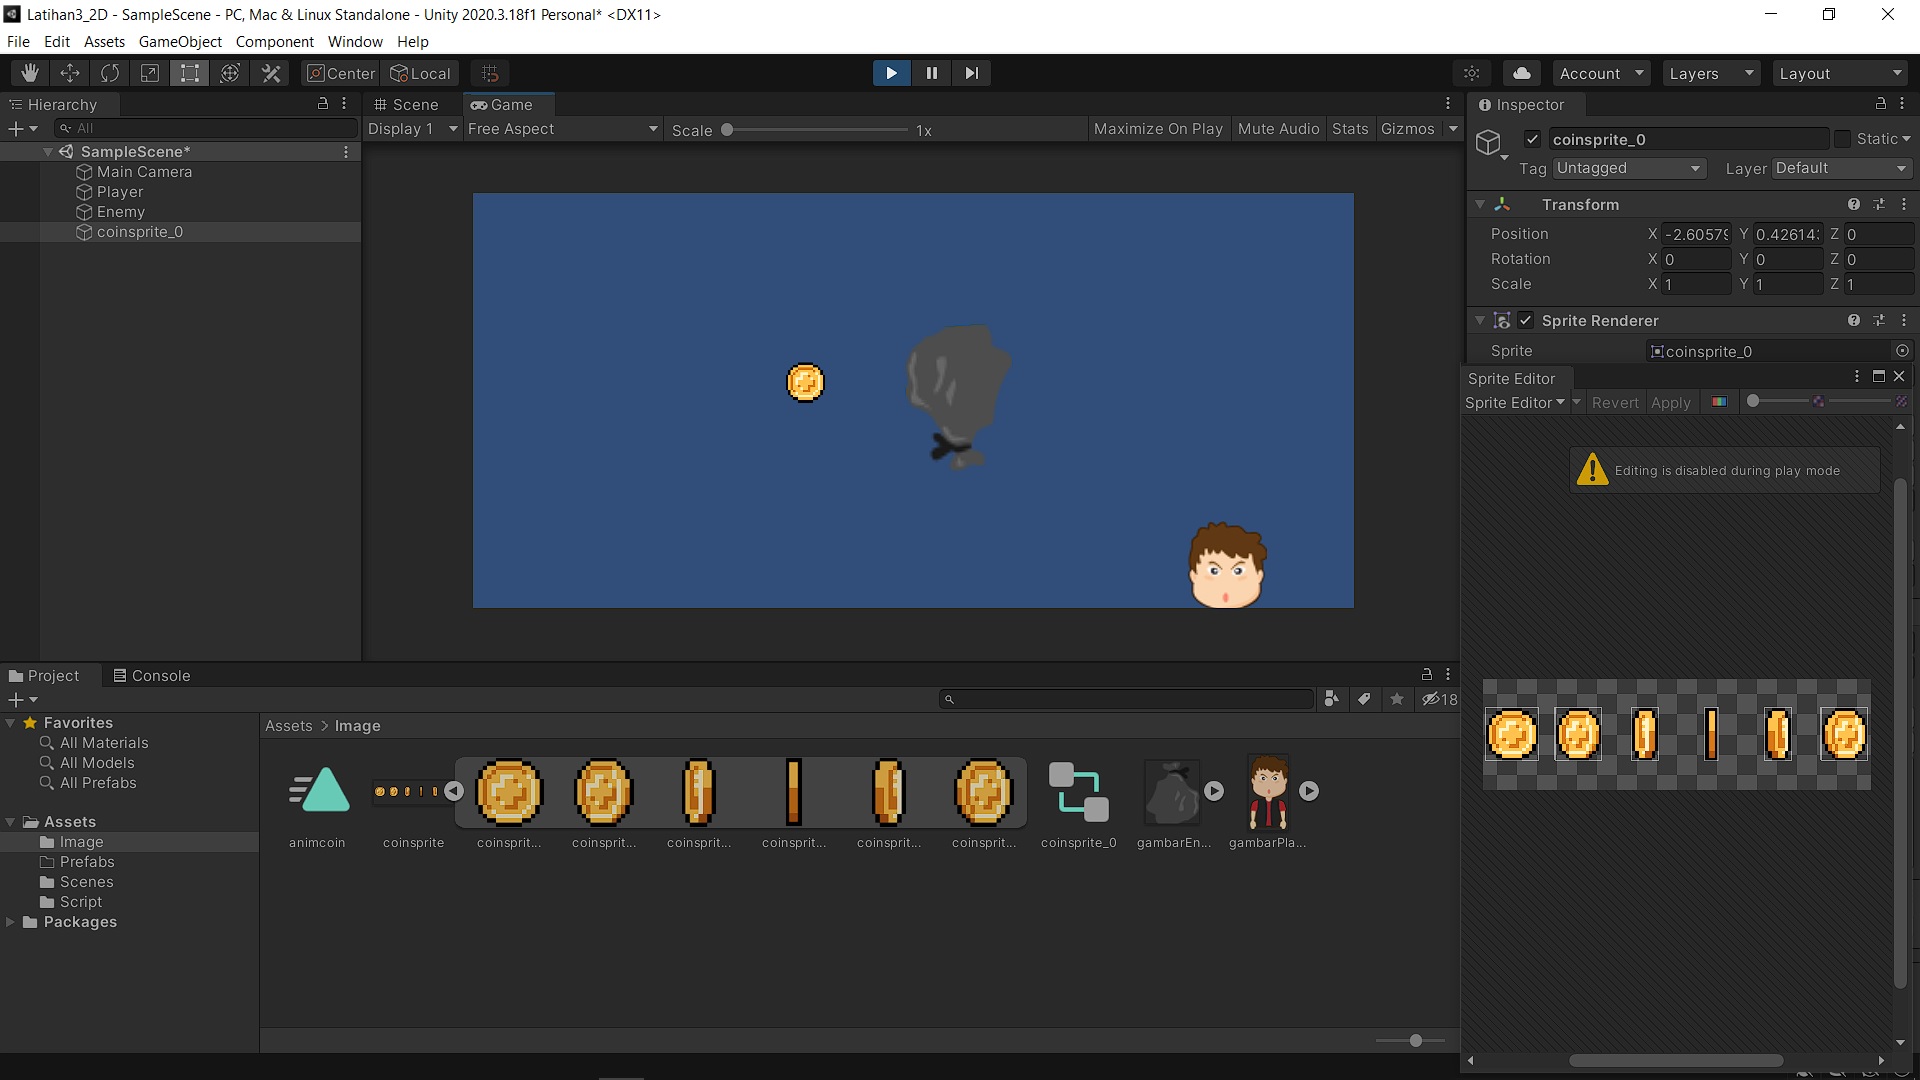 Latihan3_2D - SampleScene - PC, Mac & Linux Standalone - Unity 2020.3.18f1 Personal* <DX11>
File Edit Assets GameObject Component Window Help
Center Local Account Layers Layout
Hierarchy
All
SampleScene*
Main Camera
Player
Enemy
coinsprite_0
Scene Game
Display 1 Free Aspect Scale 1x Maximize On Play Mute Audio Stats Gizmos
Inspector
coinsprite_0 Static
Tag Untagged Layer Default
Transform
Position X -2.6057 Y 0.42614 Z 0
Rotation X 0 Y 0 Z 0
Scale X 1 Y 1 Z 1
Sprite Renderer
Sprite coinsprite_0
Sprite Editor
Sprite Editor Revert Apply
Editing is disabled during play mode
Project Console
18
Favorites
All Materials
All Models
All Prefabs
Assets
Image
Prefabs
Scenes
Script
Packages
Assets > Image
animcoin coinsprite coinsprit... coinsprit... coinsprit... coinsprit... coinsprit... coinsprit... coinsprite_0 gambarEn... gambarPla...